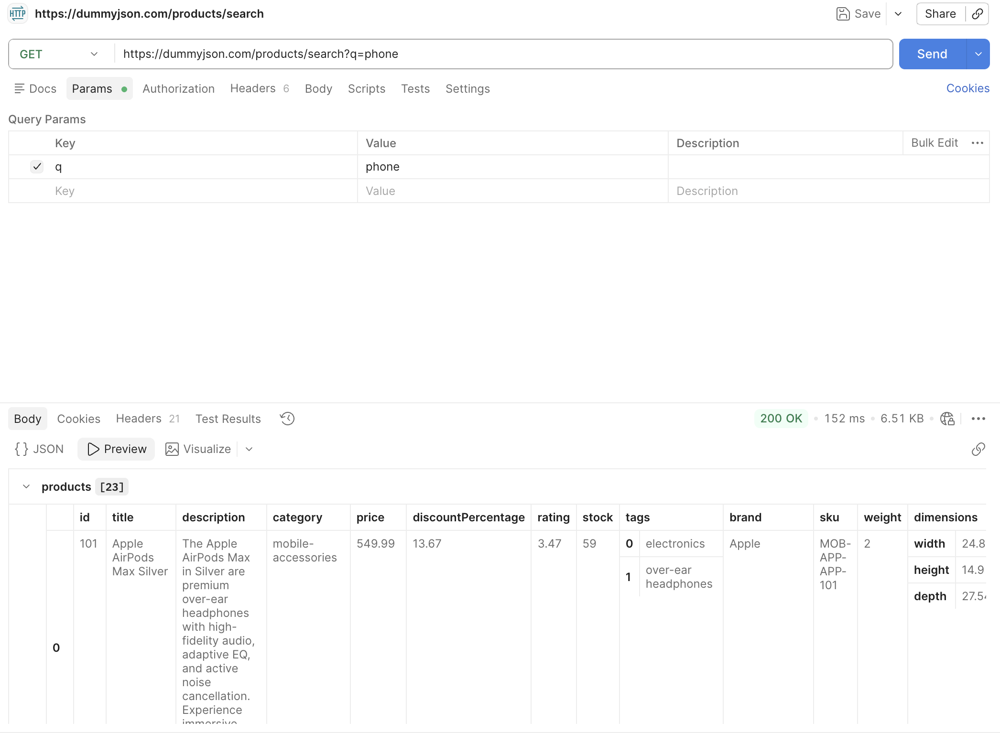 HTTP https://dummyjson.com/products/search Save Share
GET https://dummyjson.com/products/search?q=phone Send
Docs Params Authorization Headers 6 Body Scripts Tests Settings Cookies
Query Params
Key Value Description Bulk Edit
q phone
Key Value Description
Body Cookies Headers 21 Test Results 200 OK • 152 ms • 6.51 KB •
{} JSON Preview Visualize
products [23]
id title description category price discountPercentage rating stock tags brand sku weight dimensions
0
101
Apple
AirPods
Max Silver
The Apple
AirPods Max
in Silver are
premium
over-ear
headphones
with high-
fidelity audio,
adaptive EQ,
and active
noise
cancellation.
Experience
mobile-
accessories
549.99
13.67
3.47
59
0 electronics
1 over-ear
headphones
Apple
MOB-
APP-
APP-
101
2
width 24.8
height 14.9
depth 27.5